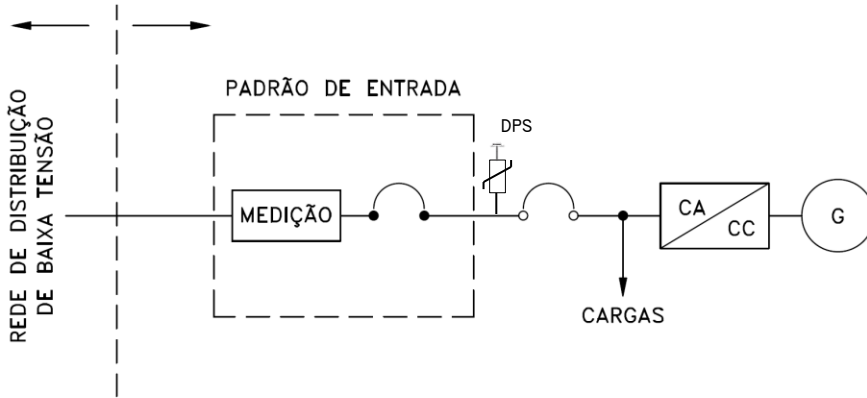 REDE DE DISTRIBUIÇÃO
DE BAIXA TENSÃO
PADRÃO DE ENTRADA
MEDIÇÃO
DPS
CARGAS
CA
CC
G